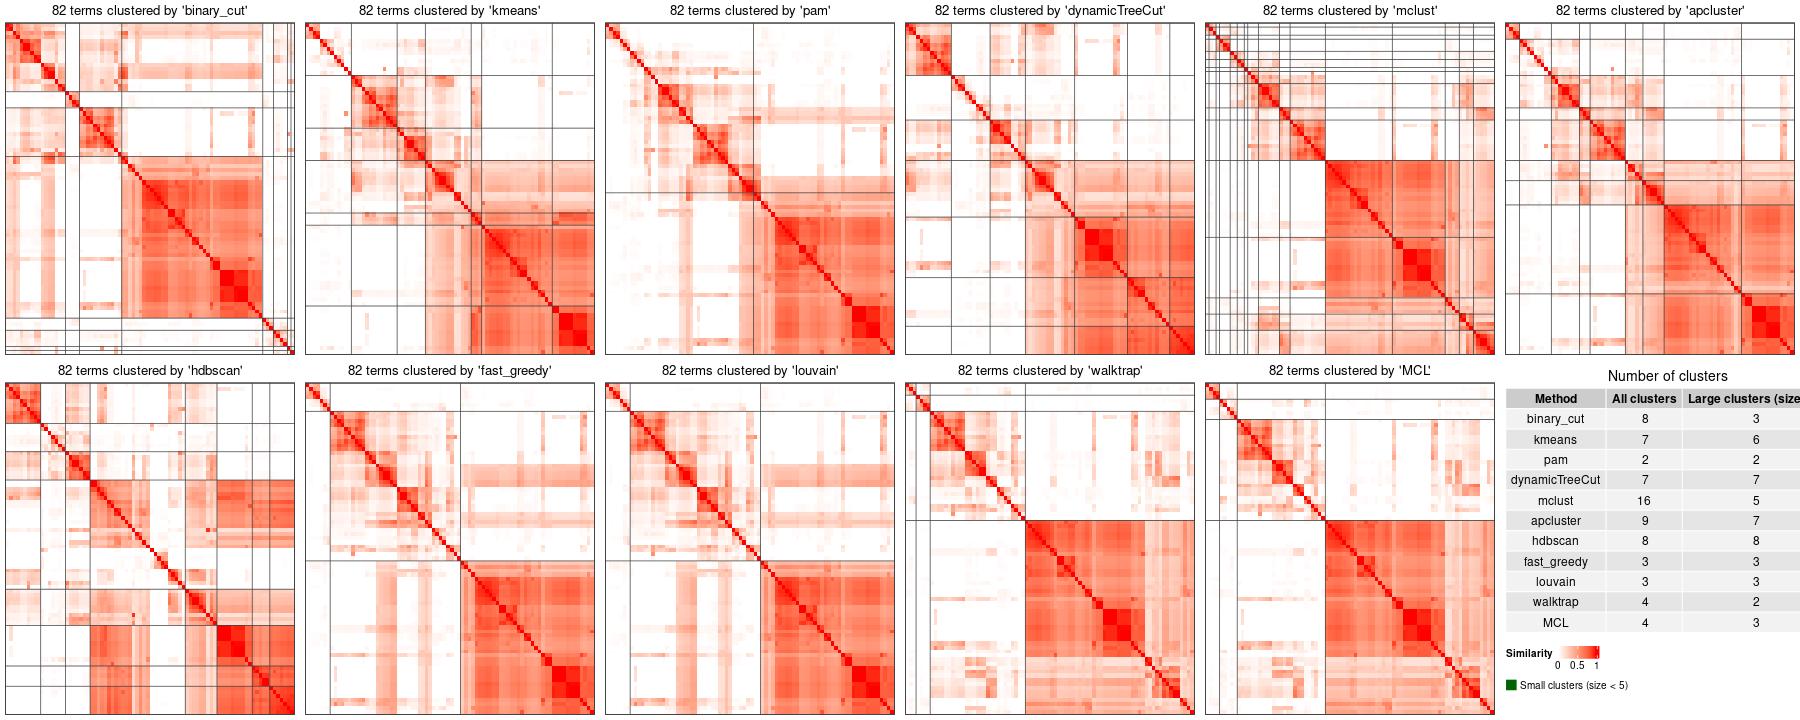 82 terms clustered by 'binary_cut'
82 terms clustered by 'kmeans'
82 terms clustered by 'pam'
82 terms clustered by 'dynamicTreeCut'
82 terms clustered by 'mclust'
82 terms clustered by 'apcluster'
82 terms clustered by 'hdbscan'
82 terms clustered by 'fast_greedy'
82 terms clustered by 'louvain'
82 terms clustered by 'walktrap'
82 terms clustered by 'MCL'
Number of clusters
Method All clusters Large clusters (size
binary_cut 8 3
kmeans 7 6
pam 2 2
dynamicTreeCut 7 7
mclust 16 5
apcluster 9 7
hdbscan 8 8
fast_greedy 3 3
louvain 3 3
walktrap 4 2
MCL 4 3
Similarity
0 0.5 1
Small clusters (size < 5)